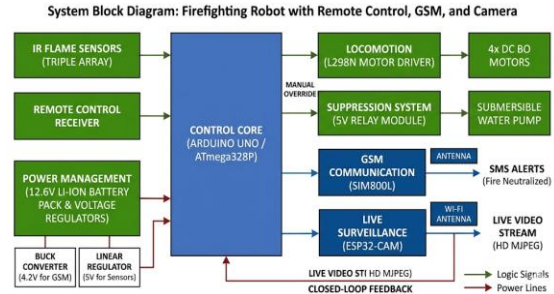 System Block Diagram: Firefighting Robot with Remote Control, GSM, and Camera
IR FLAME SENSORS
(TRIPLE ARRAY)
REMOTE CONTROL
RECEIVER
POWER MANAGEMENT
(12.6V LI-ION BATTERY
PACK & VOLTAGE
REGULATORS)
BUCK
CONVERTER
(4.2V for GSM)
LINEAR
REGULATOR
(5V for Sensors)
CONTROL CORE
(ARDUINO UNO /
ATmega328P)
LOCOMOTION
(L298N MOTOR DRIVER)
4x DC BO
MOTORS
MANUAL
OVERRIDE
SUPPRESSION SYSTEM
(5V RELAY MODULE)
SUBMERSIBLE
WATER PUMP
GSM
COMMUNICATION
(SIM800L)
ANTENNA
SMS ALERTS
(Fire Neutralized)
LIVE
SURVEILLANCE
(ESP32-CAM)
WI-FI
ANTENNA
LIVE VIDEO
STREAM
(HD MJPEG)
LIVE VIDEO STI HD MJPEG)
CLOSED-LOOP FEEDBACK
Logic Signals
Power Lines